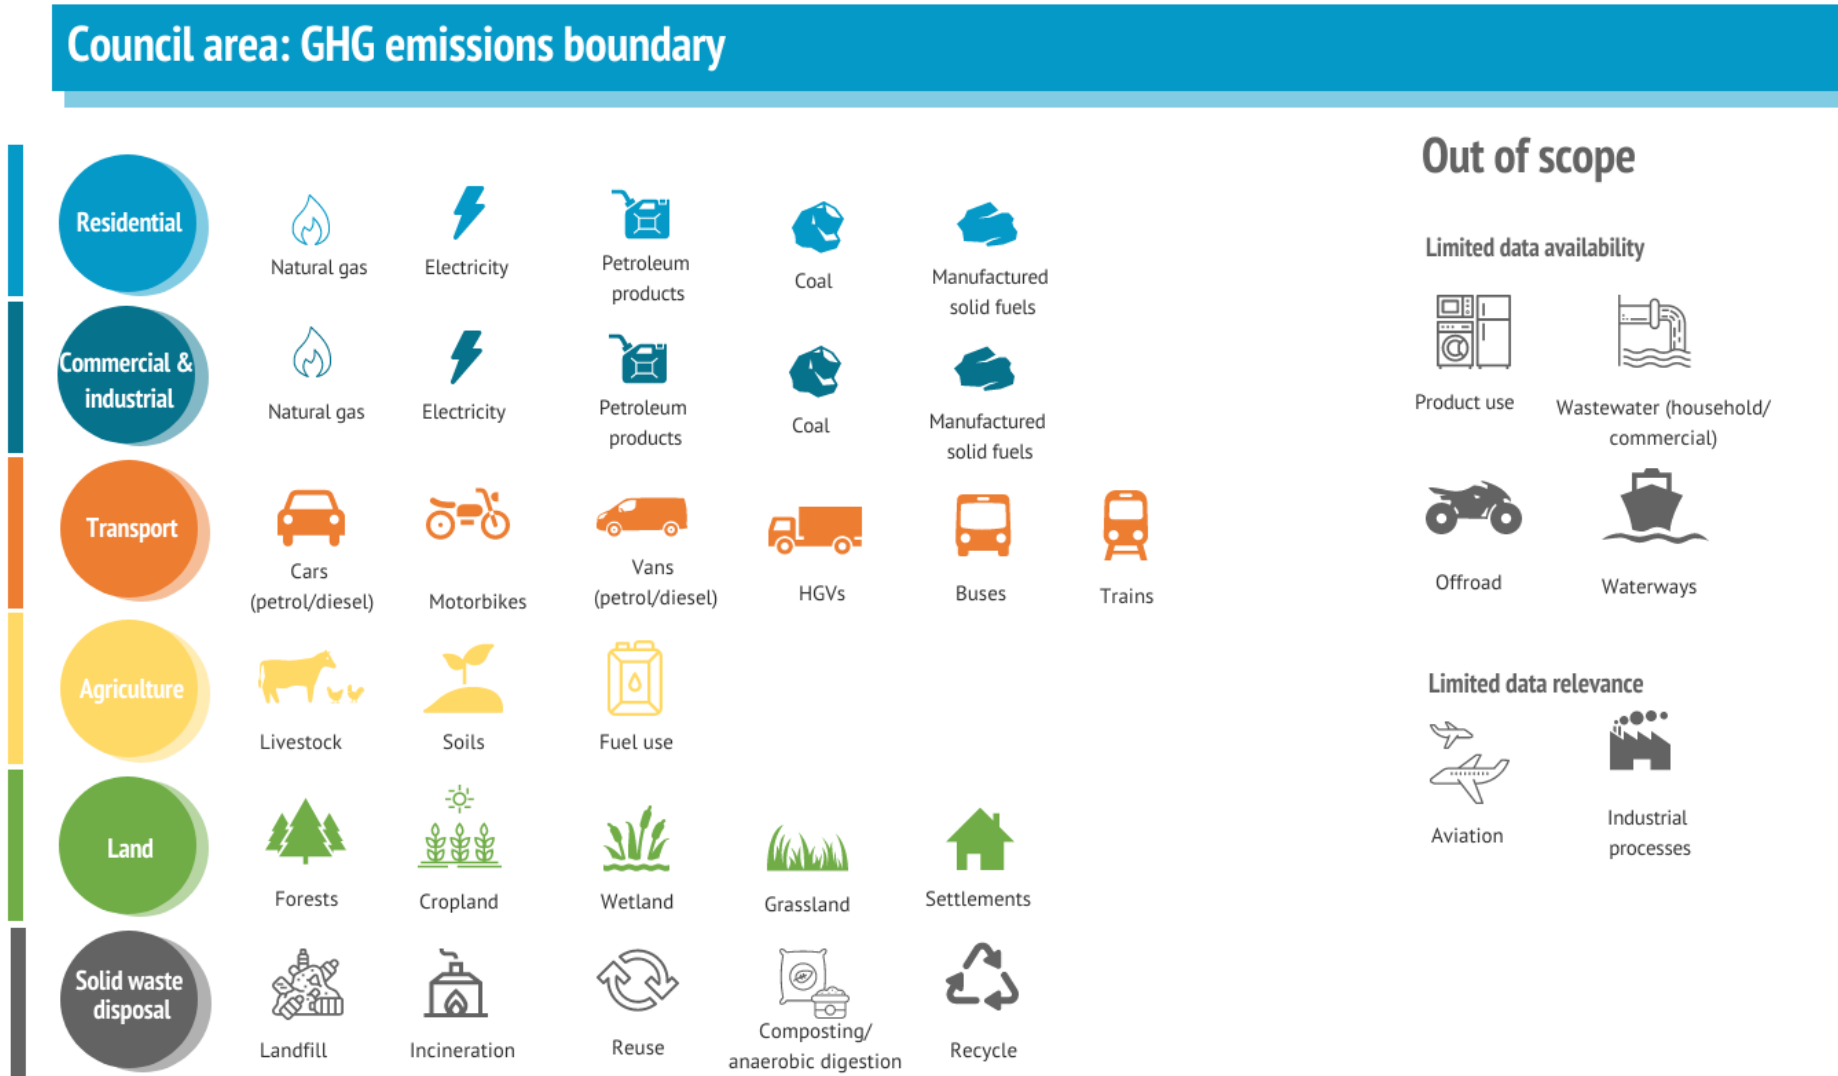 Council area: GHG emissions boundary
Residential
Natural gas
Electricity
Petroleum
products
Coal
Manufactured
solid fuels
Commercial &
industrial
Natural gas
Electricity
Petroleum
products
Coal
Manufactured
solid fuels
Transport
Cars
(petrol/diesel)
Motorbikes
Vans
(petrol/diesel)
HGVs
Buses
Trains
Agriculture
Livestock
Soils
Fuel use
Land
Forests
Cropland
Wetland
Grassland
Settlements
Solid waste
disposal
Landfill
Incineration
Reuse
Composting/
anaerobic digestion
Recycle
Out of scope
Limited data availability
Product use
Wastewater (household/
commercial)
Offroad
Waterways
Limited data relevance
Aviation
Industrial
processes